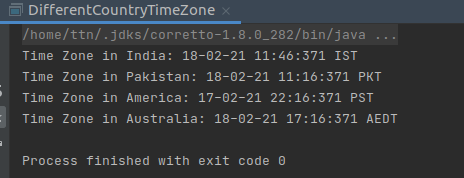 DifferentCountryTimeZone ×
/home/ttn/.jdks/corretto-1.8.0_282/bin/java ...
Time Zone in India: 18-02-21 11:46:371 IST
Time Zone in Pakistan: 18-02-21 11:16:371 PKT
Time Zone in America: 17-02-21 22:16:371 PST
Time Zone in Australia: 18-02-21 17:16:371 AEDT
Process finished with exit code 0